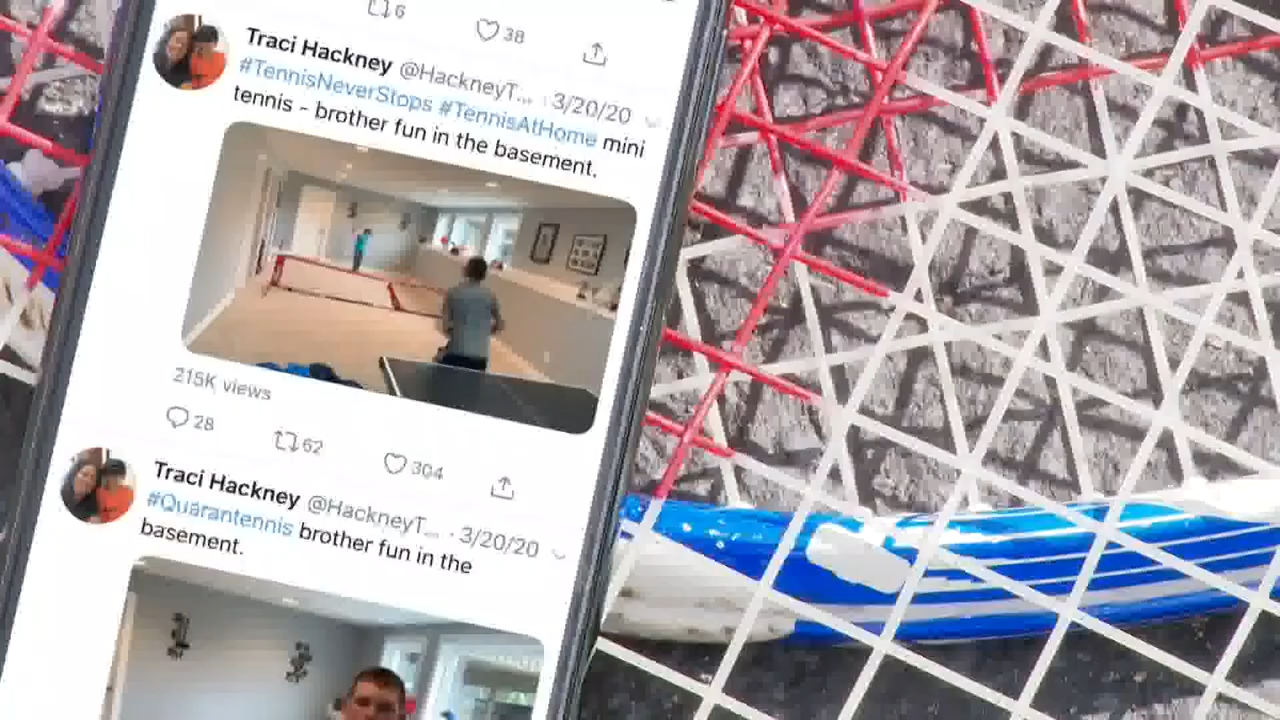 6 38
Traci Hackney @HackneyT... · 3/20/20
#TennisNeverStops #TennisAtHome mini
tennis - brother fun in the basement.
215K views
28 62 304
Traci Hackney @HackneyT... · 3/20/20
#Quarantennis brother fun in the
basement.